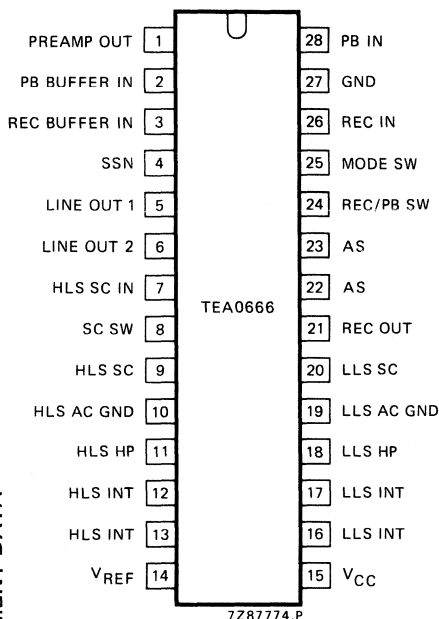 PREAMP OUT 1 28 PB IN
PB BUFFER IN 2 27 GND
REC BUFFER IN 3 26 REC IN
SSN 4 25 MODE SW
LINE OUT 1 5 24 REC/PB SW
LINE OUT 2 6 23 AS
HLS SC IN 7 22 AS
TEA0666
SC SW 8 21 REC OUT
HLS SC 9 20 LLS SC
HLS AC GND 10 19 LLS AC GND
HLS HP 11 18 LLS HP
HLS INT 12 17 LLS INT
HLS INT 13 16 LLS INT
VREF 14 15 VCC
7Z87774.P